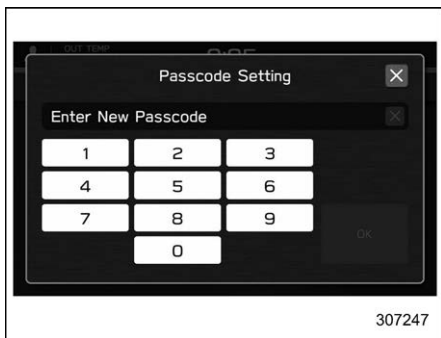 OUT TEMP
Passcode Setting
Enter New Passcode
1 2 3
4 5 6
7 8 9
OK
0
307247